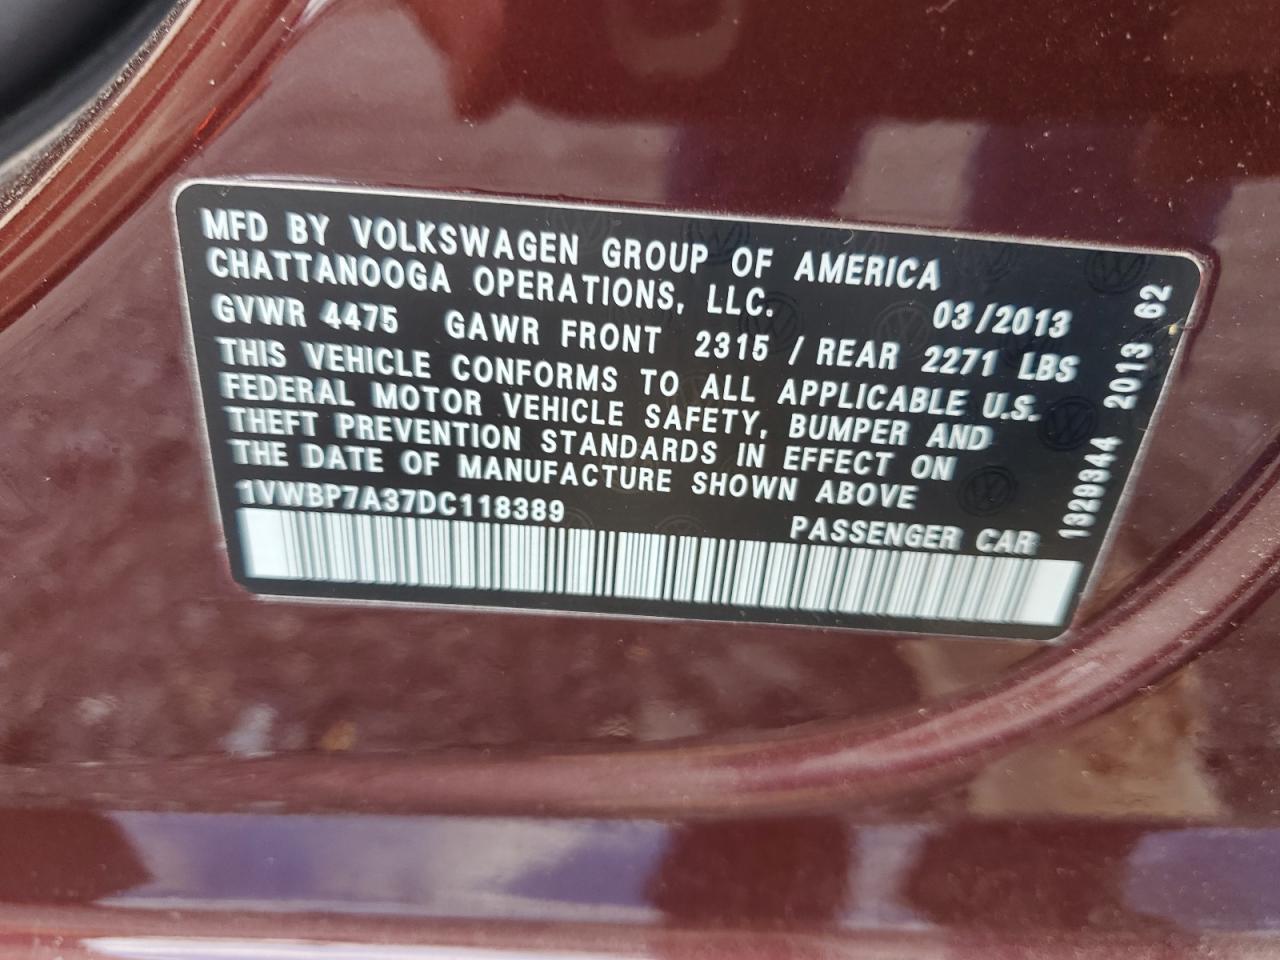 MFD BY VOLKSWAGEN GROUP OF AMERICA
CHATTANOOGA OPERATIONS, LLC. 03/2013
GVWR 4475 GAWR FRONT 2315 / REAR 2271 LBS
THIS VEHICLE CONFORMS TO ALL APPLICABLE U.S.
FEDERAL MOTOR VEHICLE SAFETY, BUMPER AND
THEFT PREVENTION STANDARDS IN EFFECT ON
THE DATE OF MANUFACTURE SHOWN ABOVE
1VWBP7A37DC118389 PASSENGER CAR
1329344 2013 62